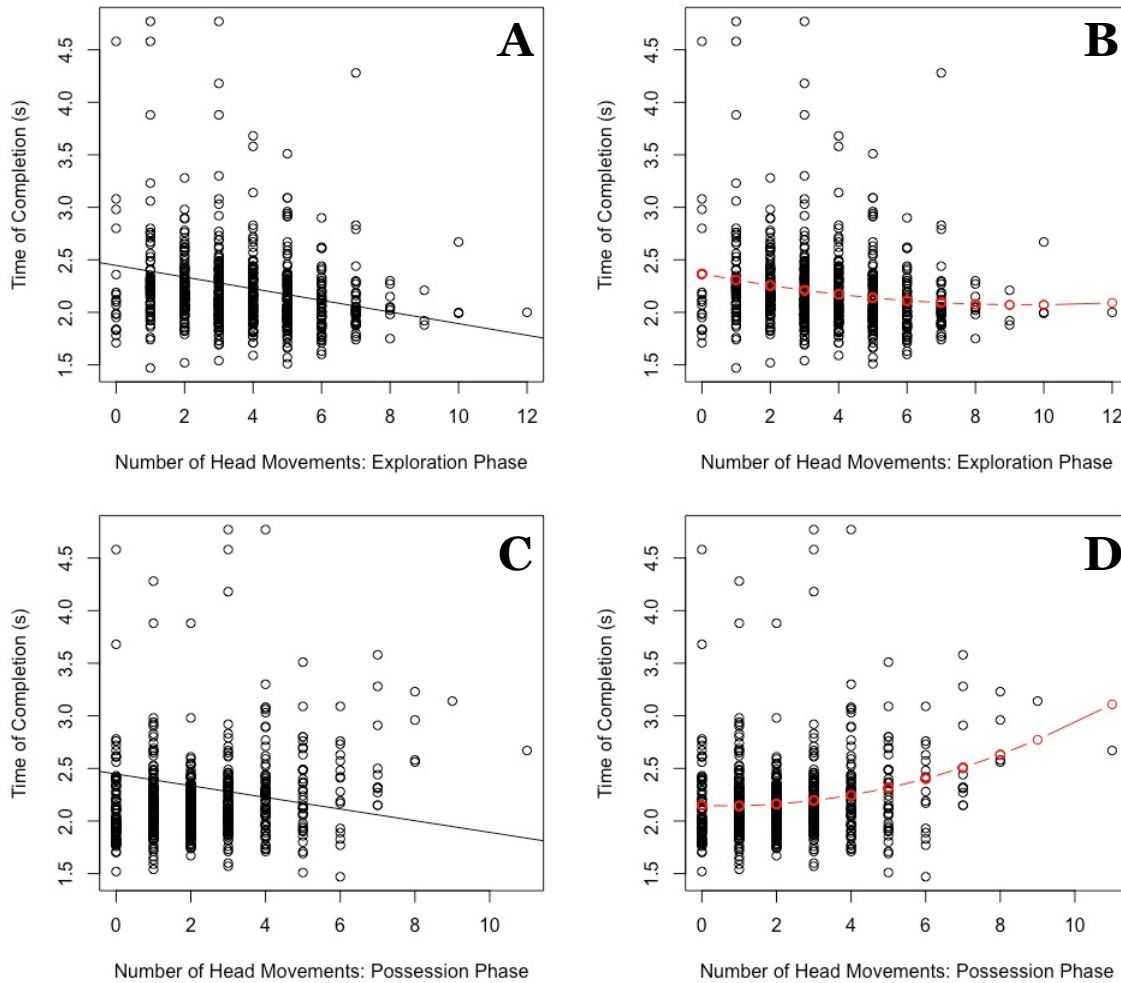 A
Time of Completion (s)
4.5
4.0
3.5
3.0
2.5
2.0
1.5
0 2 4 6 8 10 12
Number of Head Movements: Exploration Phase
B
Time of Completion (s)
4.5
4.0
3.5
3.0
2.5
2.0
1.5
0 2 4 6 8 10 12
Number of Head Movements: Exploration Phase
C
Time of Completion (s)
4.5
4.0
3.5
3.0
2.5
2.0
1.5
0 2 4 6 8 10
Number of Head Movements: Possession Phase
D
Time of Completion (s)
4.5
4.0
3.5
3.0
2.5
2.0
1.5
0 2 4 6 8 10
Number of Head Movements: Possession Phase